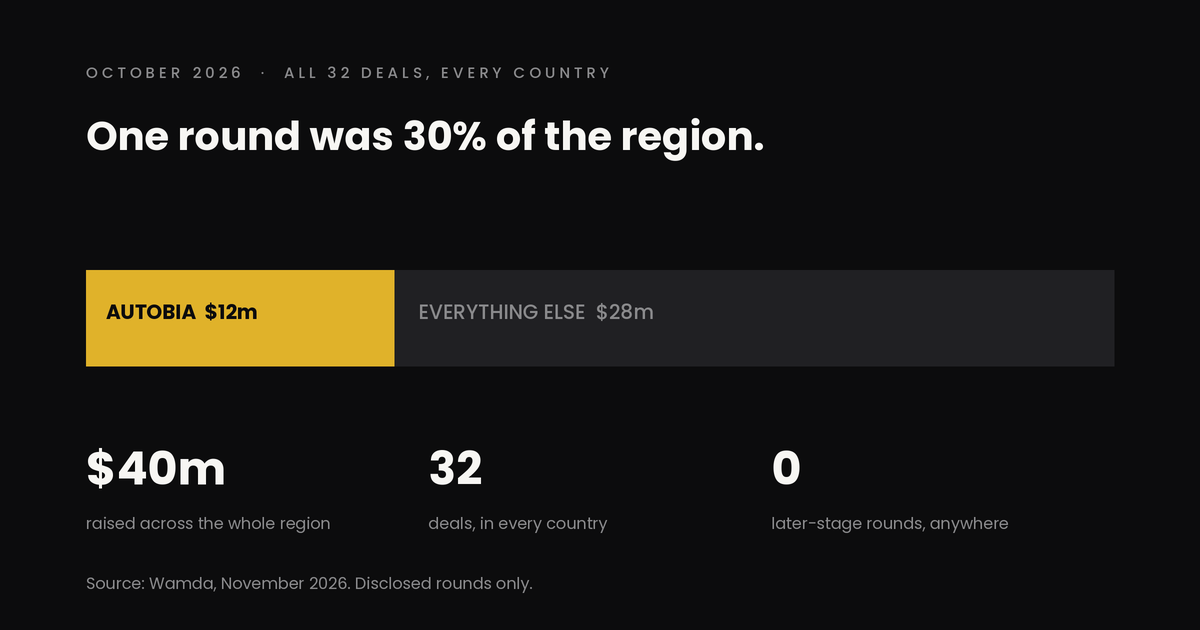 OCTOBER 2026 · ALL 32 DEALS, EVERY COUNTRY
One round was 30% of the region.
AUTOBIA $12m
EVERYTHING ELSE $28m
$40m
raised across the whole region
32
deals, in every country
0
later-stage rounds, anywhere
Source: Wamda, November 2026. Disclosed rounds only.